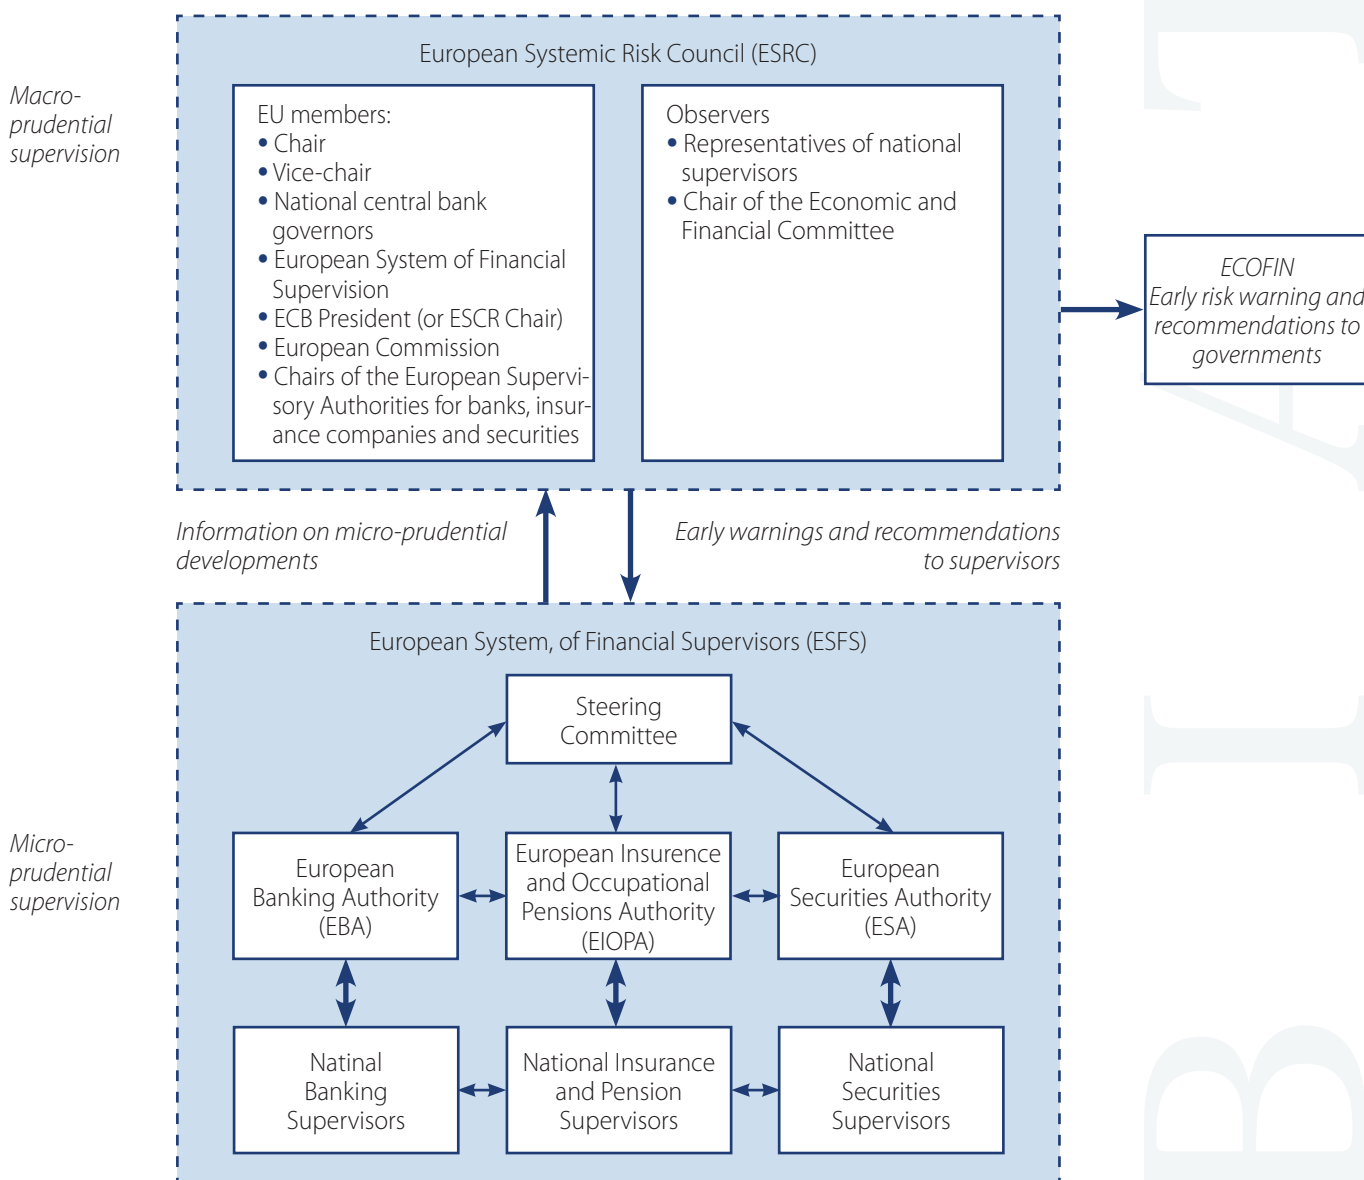 European Systemic Risk Council (ESRC)
Macro-
prudential
supervision
EU members:
• Chair
• Vice-chair
• National central bank
governors
• European System of Financial
Supervision
• ECB President (or ESCR Chair)
• European Commission
• Chairs of the European Supervi-
sory Authorities for banks, insur-
ance companies and securities
Observers
• Representatives of national
supervisors
• Chair of the Economic and
Financial Committee
ECOFIN
Early risk warning and
recommendations to
governments
Information on micro-prudential
developments
Early warnings and recommendations
to supervisors
European System, of Financial Supervisors (ESFS)
Steering
Committee
Micro-
prudential
supervision
European
Banking Authority
(EBA)
European Insurence
and Occupational
Pensions Authority
(EIOPA)
European
Securities Authority
(ESA)
Natinal
Banking
Supervisors
National Insurance
and Pension
Supervisors
National
Securities
Supervisors